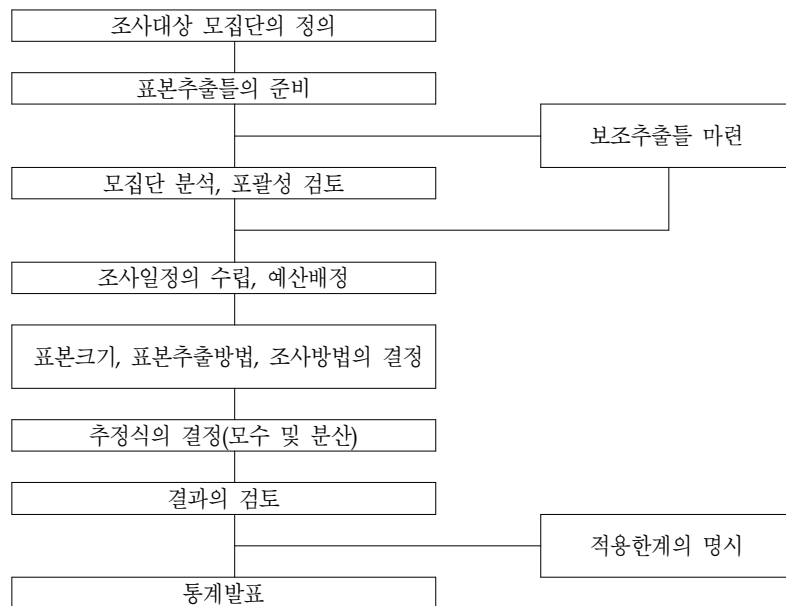 조사대상 모집단의 정의
표본추출틀의 준비
보조추출틀 마련
모집단 분석, 포괄성 검토
조사일정의 수립, 예산배정
표본크기, 표본추출방법, 조사방법의 결정
추정식의 결정(모수 및 분산)
결과의 검토
적용한계의 명시
통계발표